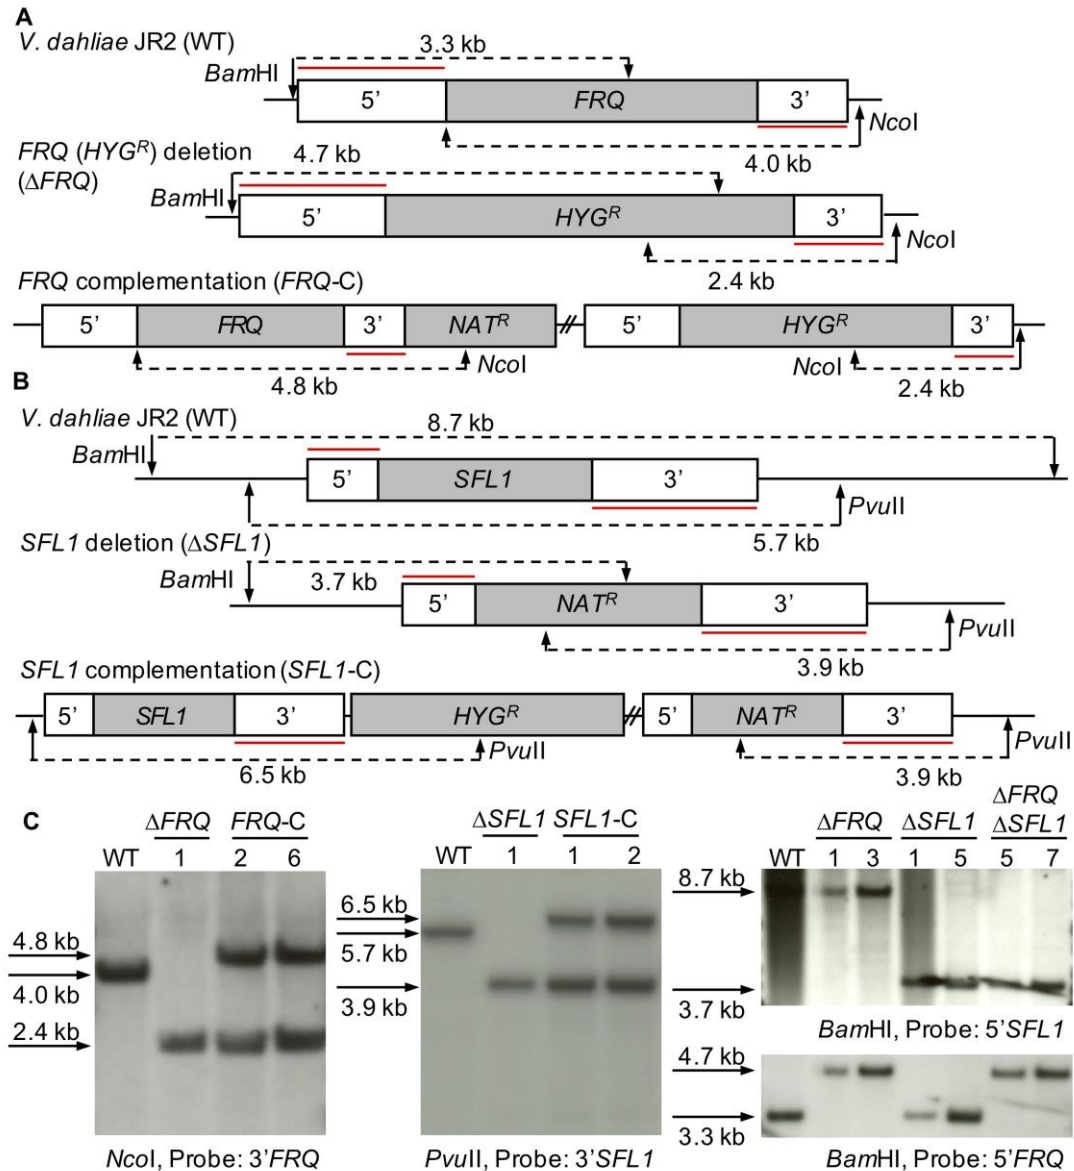 A
V. dahliae JR2 (WT)
3.3 kb
BamHI
5’ FRQ 3’
NcoI
4.0 kb
FRQ (HYGᴿ) deletion
(ΔFRQ)
4.7 kb
BamHI
5’ HYGᴿ 3’
NcoI
2.4 kb
FRQ complementation (FRQ-C)
5’ FRQ 3’ NATᴿ 5’ HYGᴿ 3’
NcoI NcoI
4.8 kb 2.4 kb
B
V. dahliae JR2 (WT)
8.7 kb
BamHI
5’ SFL1 3’
PvuII
5.7 kb
SFL1 deletion (ΔSFL1)
BamHI 3.7 kb
5’ NATᴿ 3’
PvuII
3.9 kb
SFL1 complementation (SFL1-C)
5’ SFL1 3’ HYGᴿ 5’ NATᴿ 3’
PvuII PvuII
6.5 kb 3.9 kb
C
ΔFRQ FRQ-C
WT 1 2 6
4.8 kb
4.0 kb
2.4 kb
NcoI, Probe: 3’FRQ
ΔSFL1 SFL1-C
WT 1 1 2
6.5 kb
5.7 kb
3.9 kb
PvuII, Probe: 3’SFL1
ΔFRQ
ΔFRQ ΔSFL1 ΔSFL1
WT 1 3 1 5 5 7
8.7 kb
3.7 kb
BamHI, Probe: 5’SFL1
4.7 kb
3.3 kb
BamHI, Probe: 5’FRQ